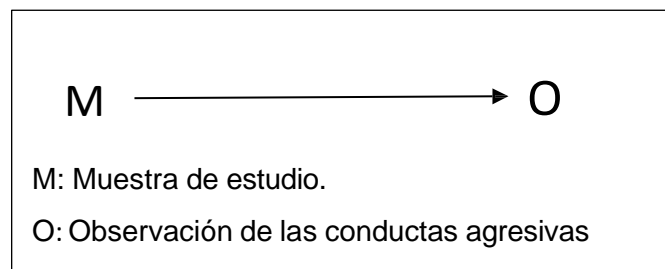 M O
M: Muestra de estudio.
O: Observación de las conductas agresivas